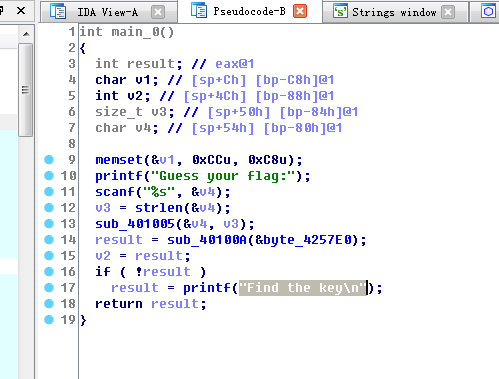 IDA View-A Pseudocode-B Strings window
1 int main_0()
2 {
3 int result; // eax@1
4 char v1; // [sp+Ch] [bp-C8h]@1
5 int v2; // [sp+4Ch] [bp-88h]@1
6 size_t v3; // [sp+50h] [bp-84h]@1
7 char v4; // [sp+54h] [bp-80h]@1
8
9 memset(&v1, 0xCCu, 0xC8u);
10 printf("Guess your flag:");
11 scanf("%s", &v4);
12 v3 = strlen(&v4);
13 sub_401005(&v4, v3);
14 result = sub_40100A(&byte_4257E0);
15 v2 = result;
16 if ( !result )
17 result = printf("Find the key\n");
18 return result;
19 }